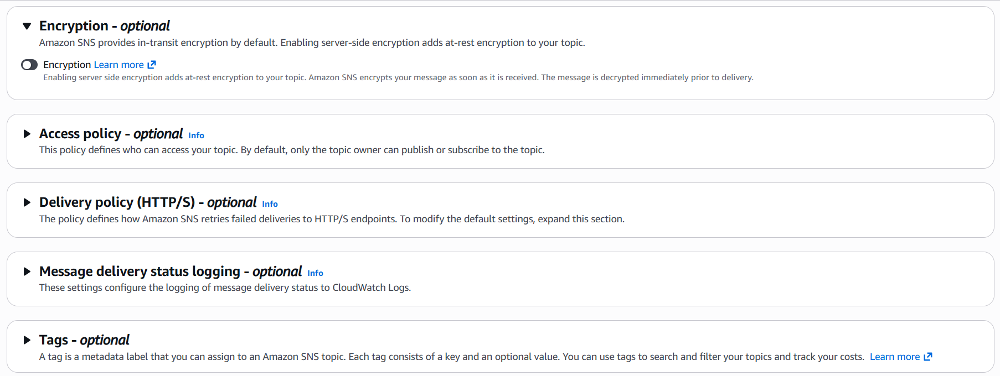 Encryption - optional
Amazon SNS provides in-transit encryption by default. Enabling server-side encryption adds at-rest encryption to your topic.
Encryption Learn more
Enabling server side encryption adds at-rest encryption to your topic. Amazon SNS encrypts your message as soon as it is received. The message is decrypted immediately prior to delivery.
Access policy - optional Info
This policy defines who can access your topic. By default, only the topic owner can publish or subscribe to the topic.
Delivery policy (HTTP/S) - optional Info
The policy defines how Amazon SNS retries failed deliveries to HTTP/S endpoints. To modify the default settings, expand this section.
Message delivery status logging - optional Info
These settings configure the logging of message delivery status to CloudWatch Logs.
Tags - optional
A tag is a metadata label that you can assign to an Amazon SNS topic. Each tag consists of a key and an optional value. You can use tags to search and filter your topics and track your costs. Learn more